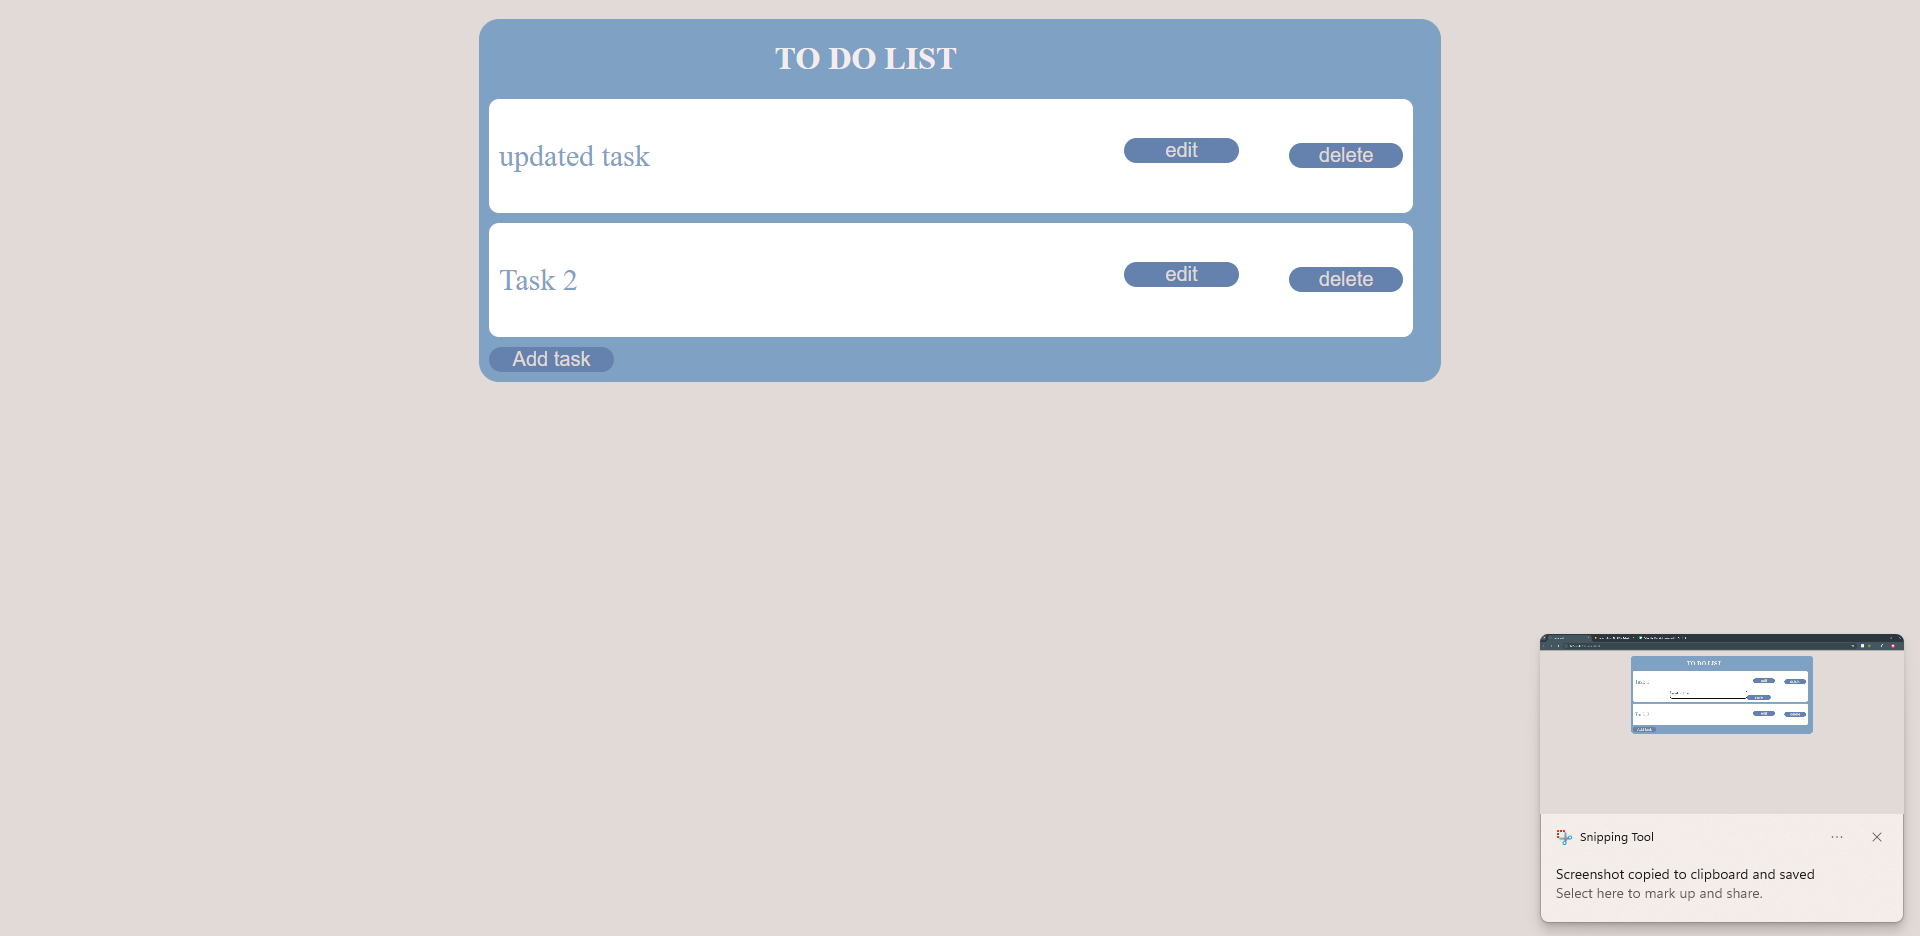 TO DO LIST
updated task
edit
delete
Task 2
edit
delete
Add task
TO DO LIST
Snipping Tool
Screenshot copied to clipboard and saved
Select here to mark up and share.